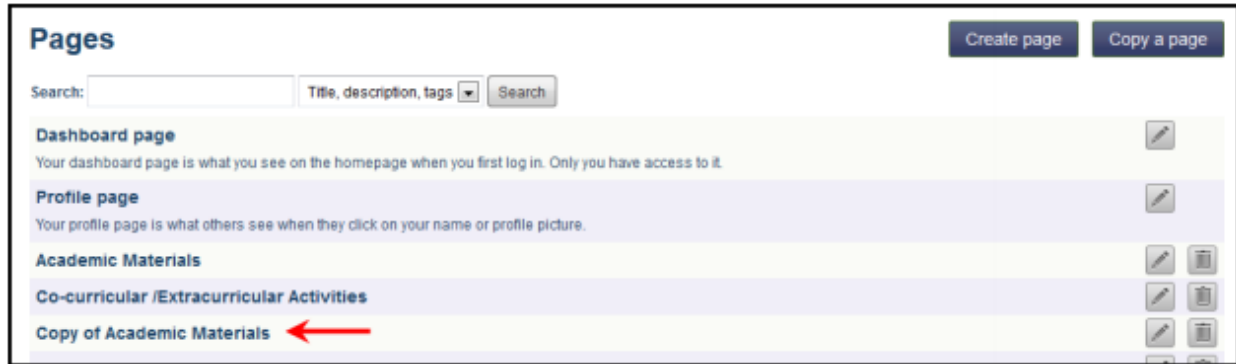 Pages
Create page
Copy a page
Search:
Title, description, tags
Search
Dashboard page
Your dashboard page is what you see on the homepage when you first log in. Only you have access to it.
Profile page
Your profile page is what others see when they click on your name or profile picture.
Academic Materials
Co-curricular /Extracurricular Activities
Copy of Academic Materials